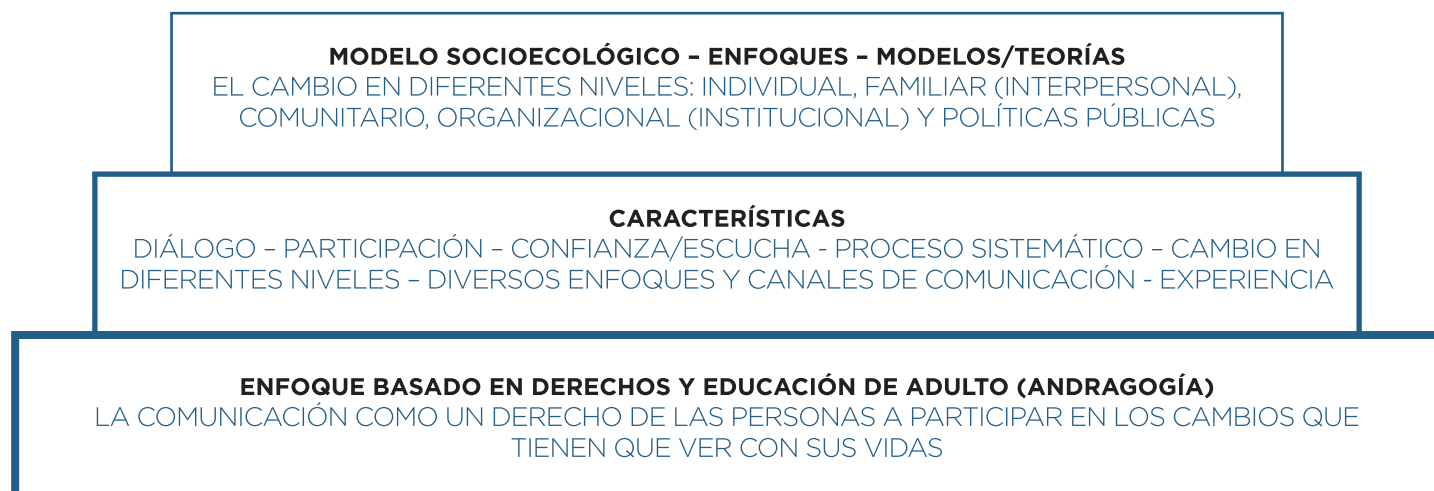 MODELO SOCIOECOLÓGICO – ENFOQUES – MODELOS/TEORÍAS
EL CAMBIO EN DIFERENTES NIVELES: INDIVIDUAL, FAMILIAR (INTERPERSONAL),
COMUNITARIO, ORGANIZACIONAL (INSTITUCIONAL) Y POLÍTICAS PÚBLICAS
CARACTERÍSTICAS
DIÁLOGO – PARTICIPACIÓN – CONFIANZA/ESCUCHA - PROCESO SISTEMÁTICO – CAMBIO EN
DIFERENTES NIVELES – DIVERSOS ENFOQUES Y CANALES DE COMUNICACIÓN - EXPERIENCIA
ENFOQUE BASADO EN DERECHOS Y EDUCACIÓN DE ADULTO (ANDRAGOGÍA)
LA COMUNICACIÓN COMO UN DERECHO DE LAS PERSONAS A PARTICIPAR EN LOS CAMBIOS QUE
TIENEN QUE VER CON SUS VIDAS